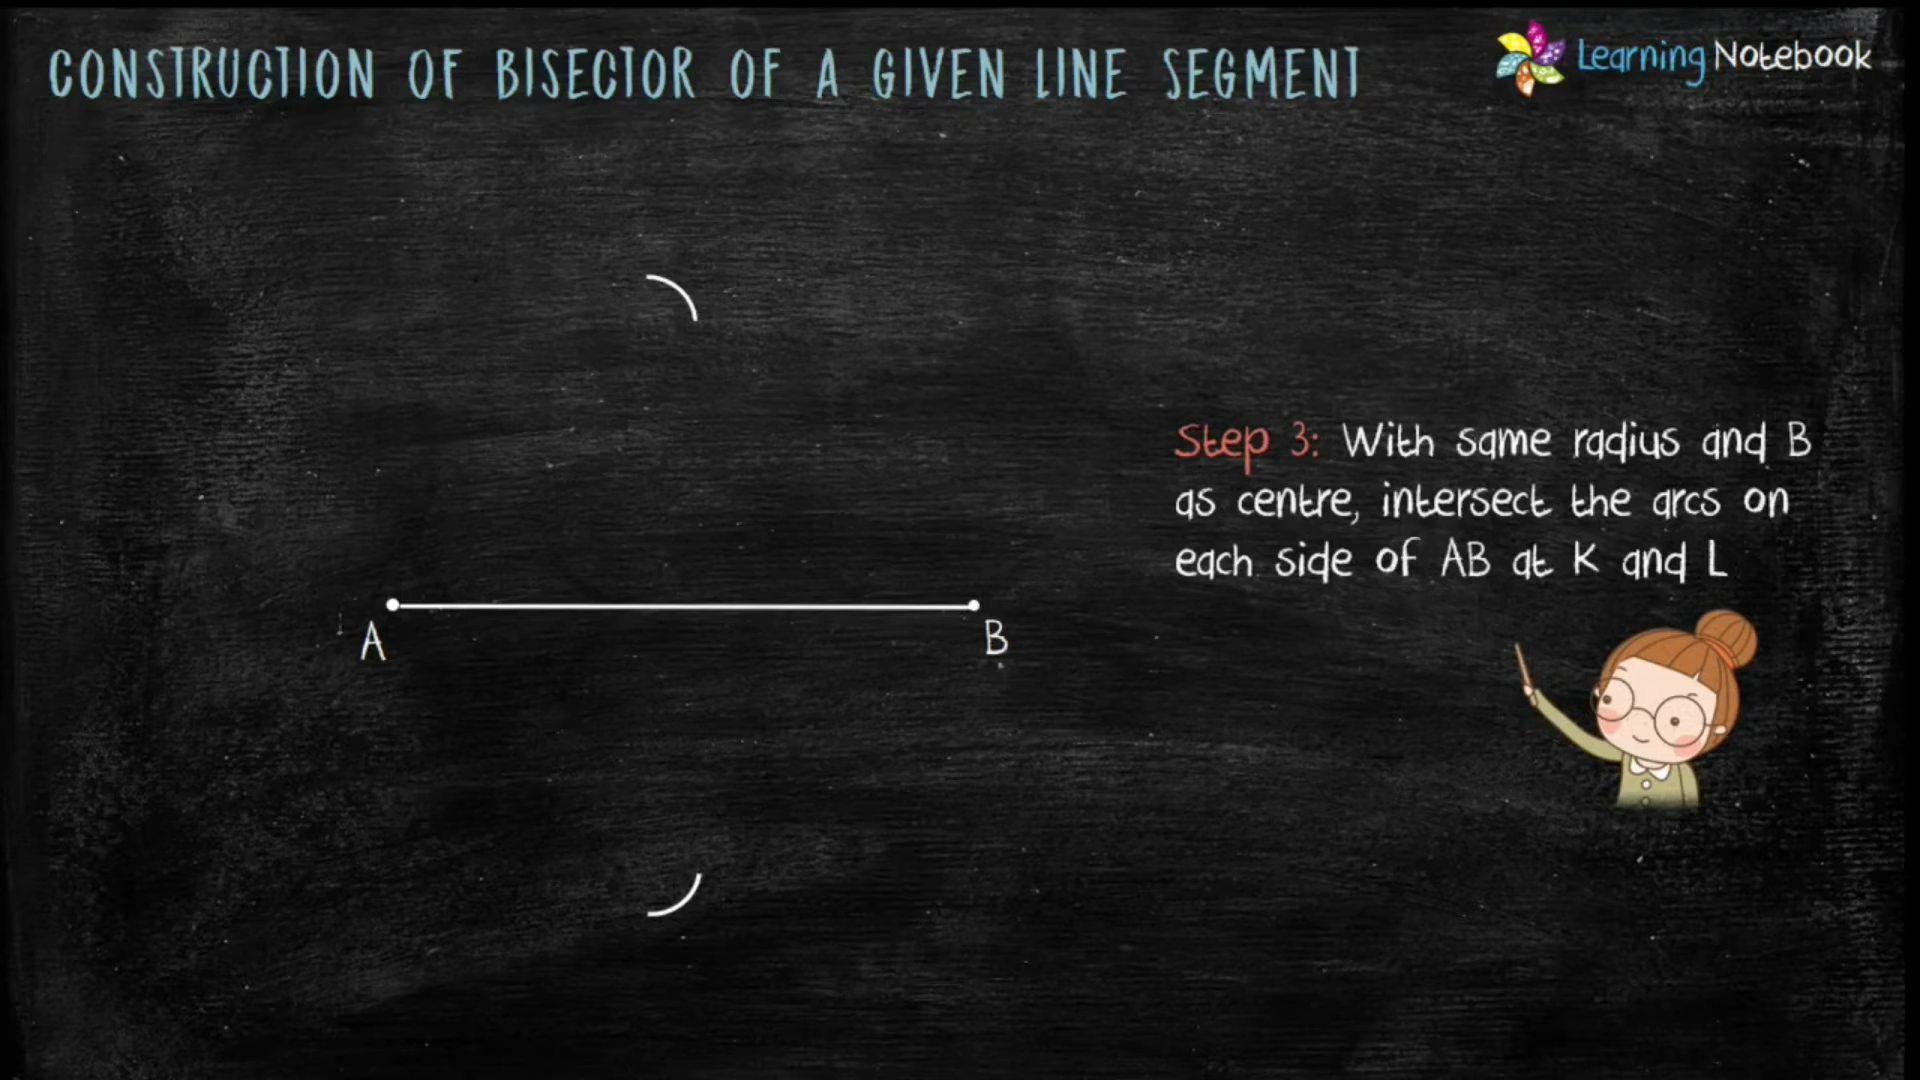 CONSTRUCTION OF BISECTOR OF A GIVEN LINE SEGMENT
Learning Notebook
Step 3: With same radius and B
as centre, intersect the arcs on
each side of AB at K and L
A
B